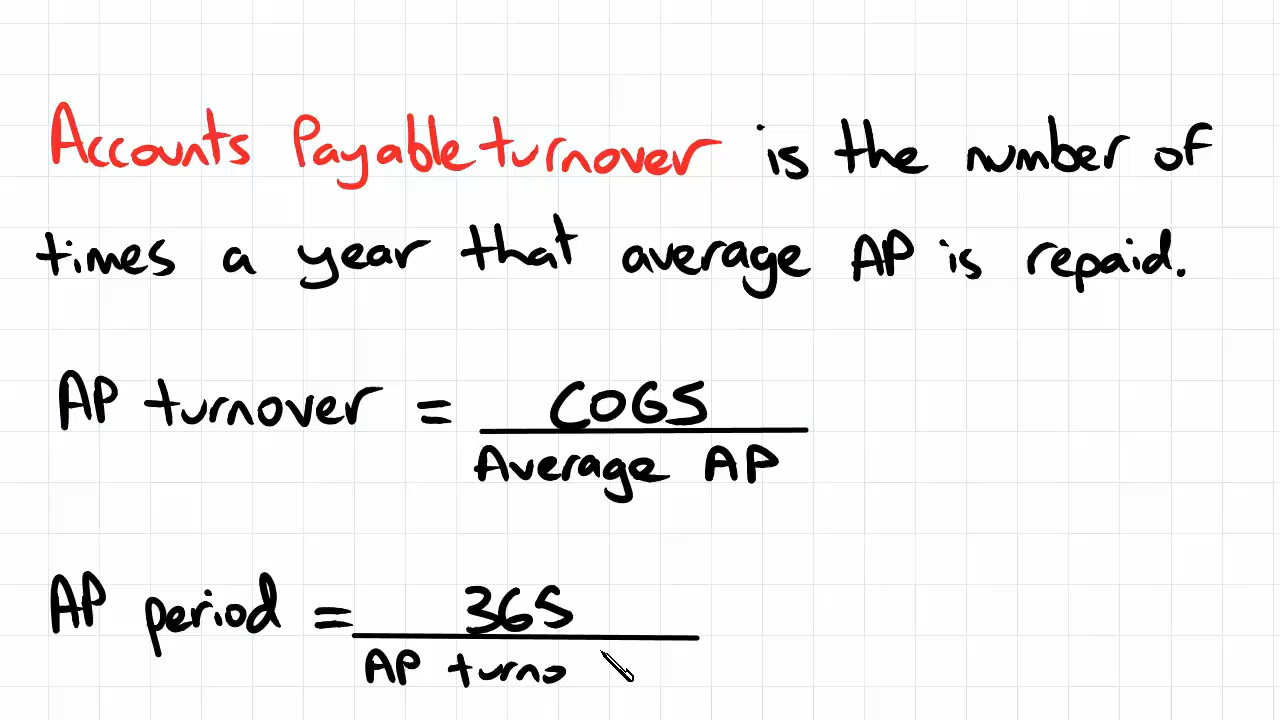 Accounts Payable turnover is the number of
times a year that average AP is repaid.
AP turnover = COGS
Average AP
AP period = 365
AP turno